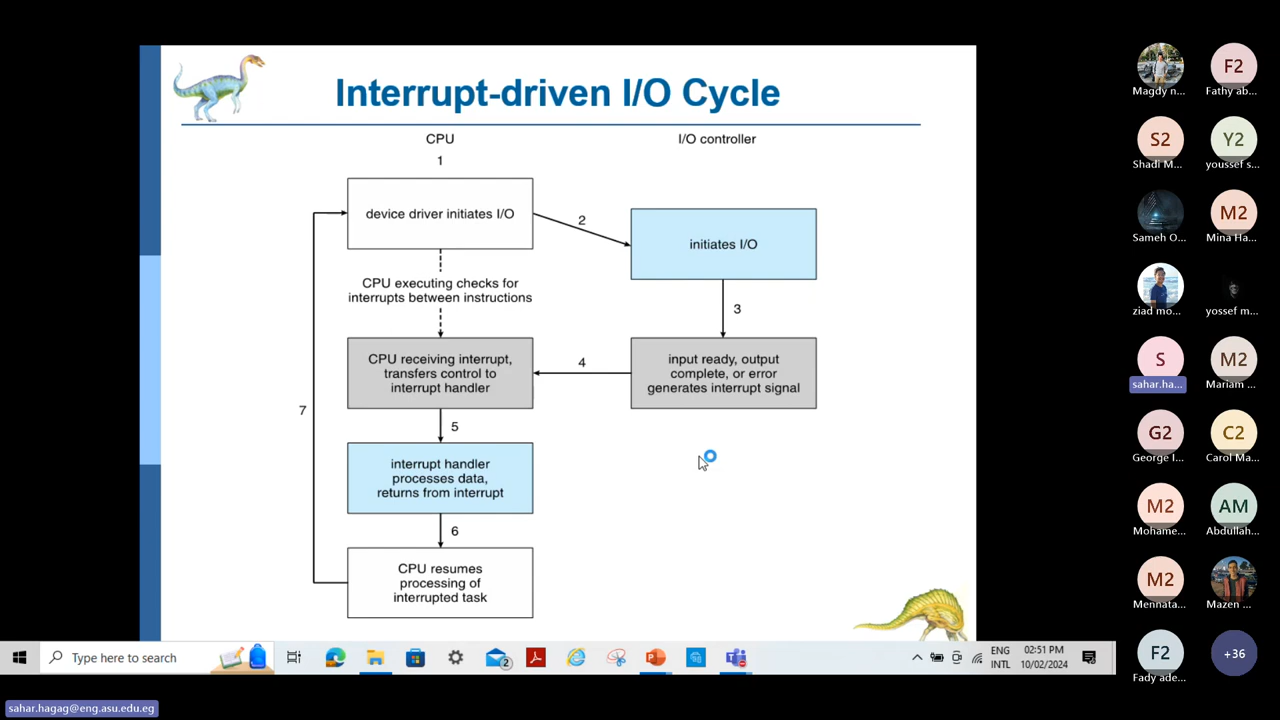 Interrupt-driven I/O Cycle
CPU
I/O controller
1
device driver initiates I/O
2
initiates I/O
CPU executing checks for
interrupts between instructions
3
CPU receiving interrupt,
transfers control to
interrupt handler
4
input ready, output
complete, or error
generates interrupt signal
7
5
interrupt handler
processes data,
returns from interrupt
6
CPU resumes
processing of
interrupted task
Type here to search
2
ENG
INTL
02:51 PM
10/02/2024
Magdy n...
F2
Fathy ab...
S2
Shadi M...
Y2
youssef s...
Sameh O...
M2
Mina Ha...
ziad mo...
yossef m...
S
sahar.ha...
M2
Mariam ...
G2
George I...
C2
Carol Ma...
M2
Mohame...
AM
Abdullah...
M2
Mennata...
Mazen ...
F2
Fady ade...
+36
sahar.hagag@eng.asu.edu.eg